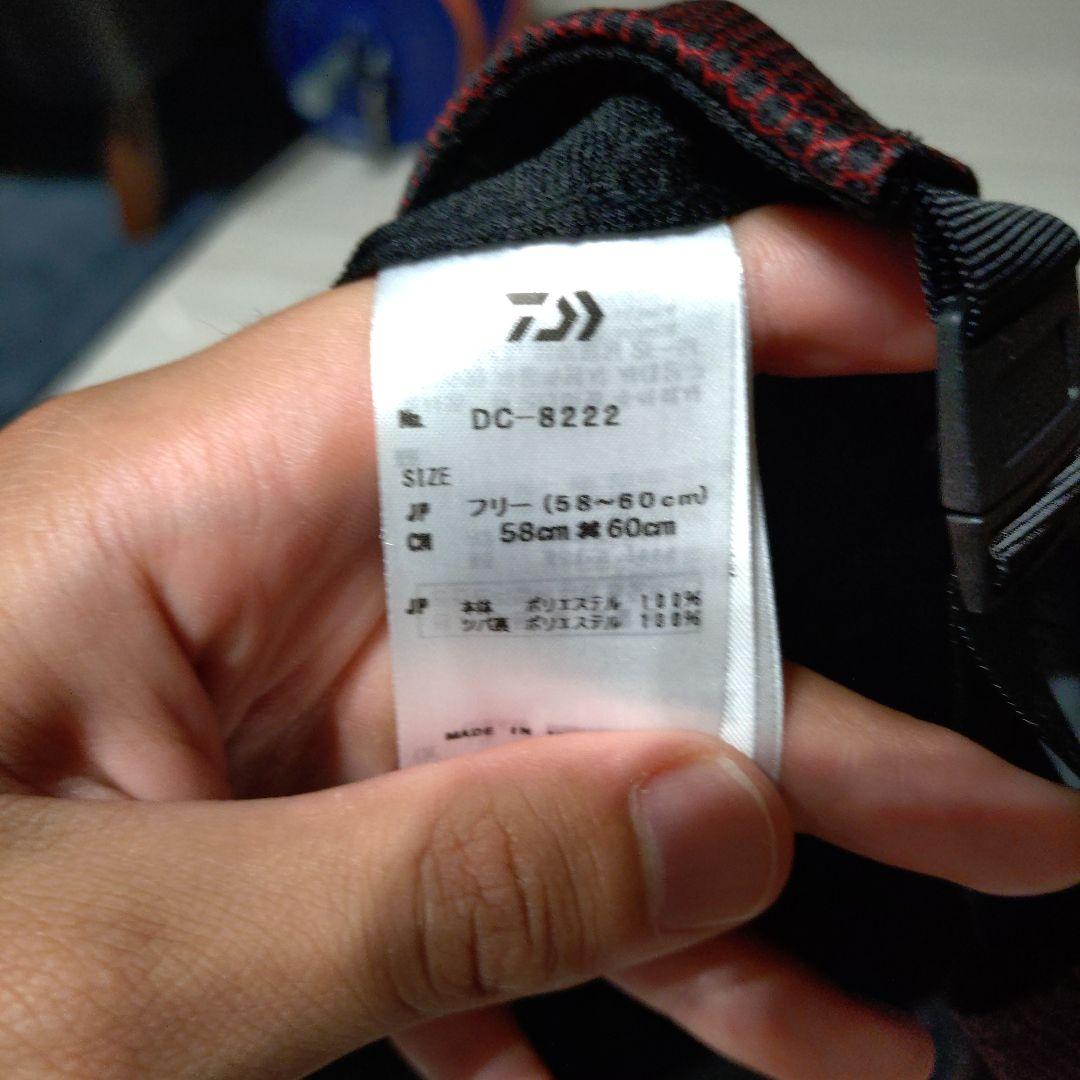 No. DC-8222
SIZE
JP フリー(58~60cm)
CN 58cm 60cm
JP 本体 ポリエステル 100%
ツバ裏 ポリエステル 100%
MADE IN